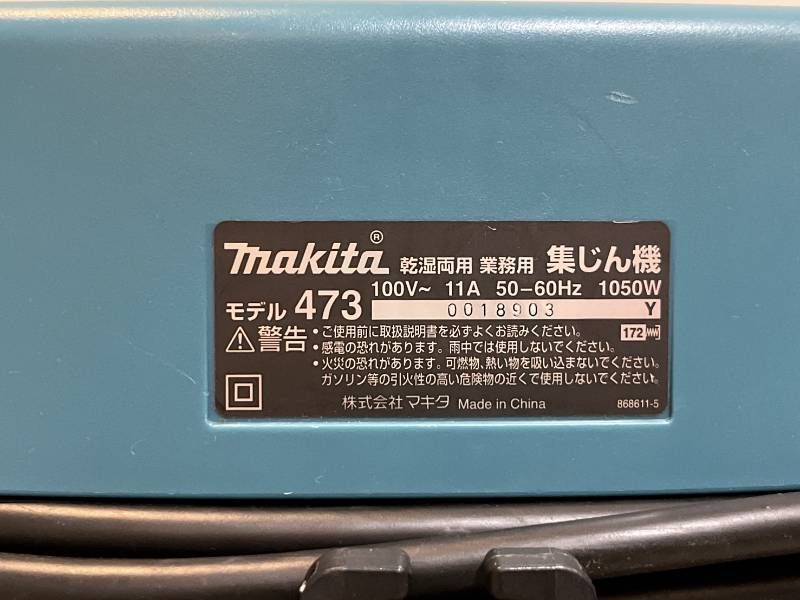 makita® 乾湿両用 業務用 集じん機
モデル 473 100V~ 11A 50-60Hz 1050W
0018903 Y
⚠警告 • ご使用前に取扱説明書を必ずよくお読みください。 172
• 感電の恐れがあります。雨中では使用しないでください。
• 火災の恐れがあります。可燃物、熱い物を吸い込まないでください。
ガソリン等の引火性の高い危険物の近くで使用しないでください。
株式会社 マキタ Made in China 868611-5